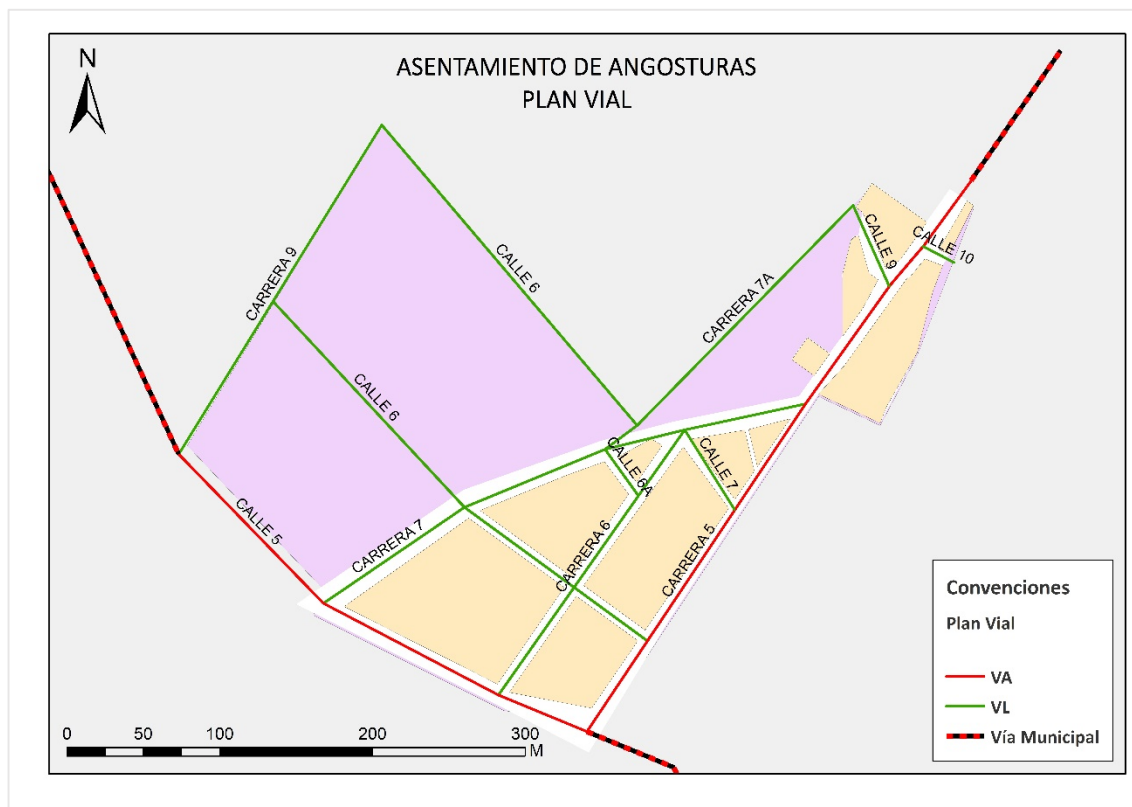 ASENTAMIENTO DE ANGOSTURAS
PLAN VIAL
N
CARRERA 9
CALLE 6
CALLE 9
CALLE 10
CARRERA 7A
CALLE 6
CALLE 6A
CALLE 7
CALLE 5
CARRERA 7
CARRERA 6
CARRERA 5
Convenciones
Plan Vial
VA
VL
Vía Municipal
0 50 100 200 300
M